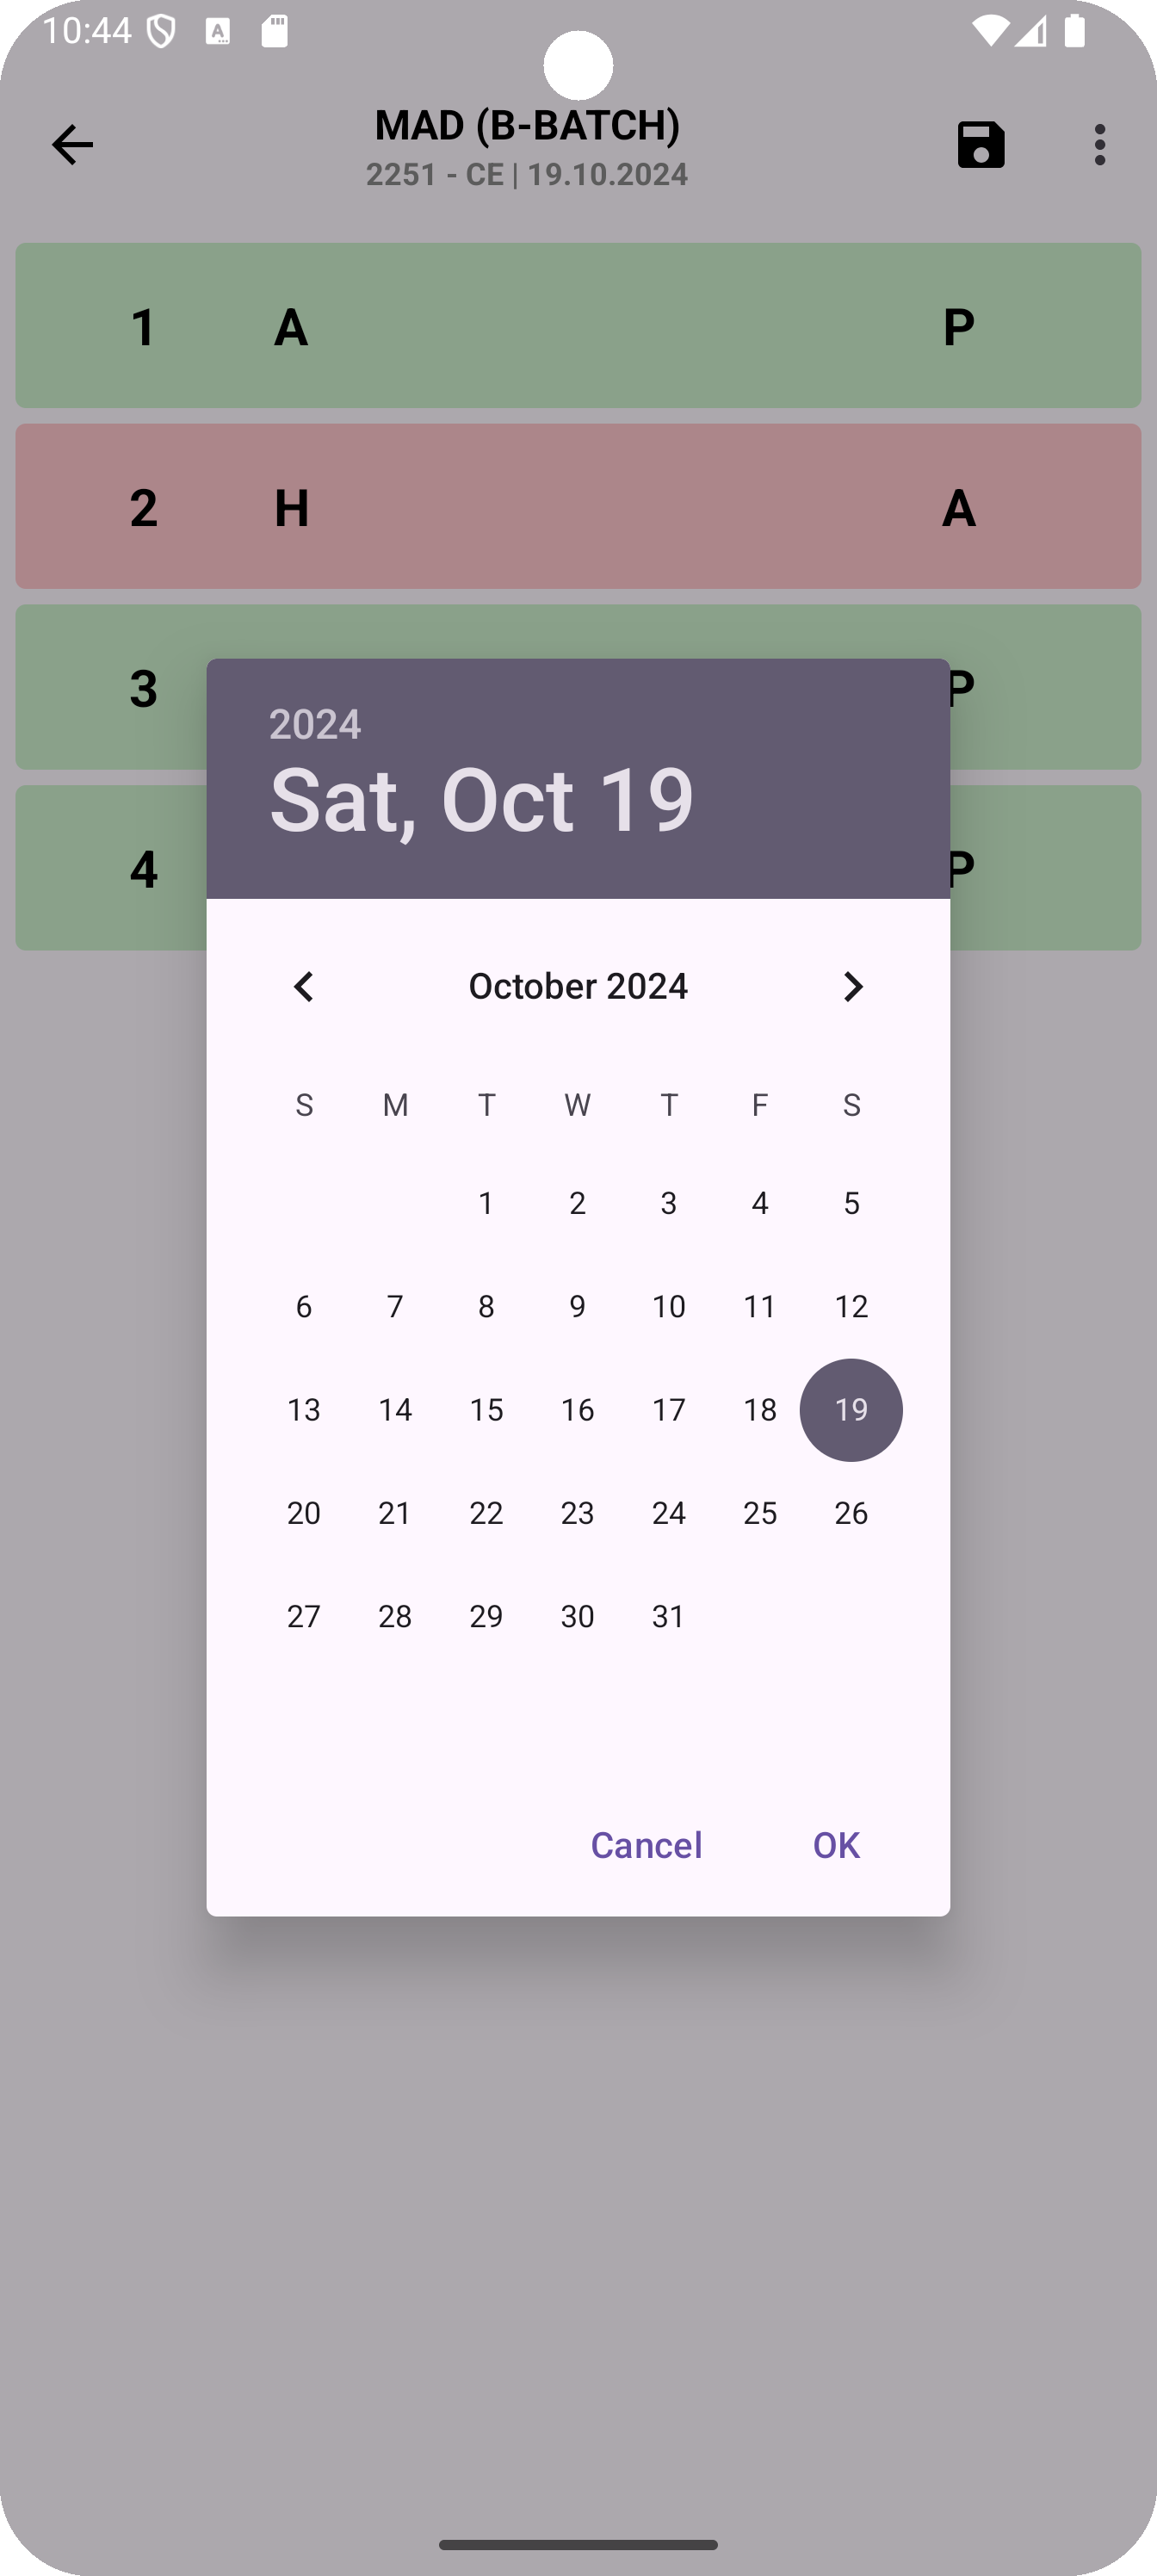 10:44
MAD (B-BATCH)
2251 - CE | 19.10.2024
1 A P
2 H A
3 P
4 P
2024
Sat, Oct 19
October 2024
S M T W T F S
1 2 3 4 5
6 7 8 9 10 11 12
13 14 15 16 17 18 19
20 21 22 23 24 25 26
27 28 29 30 31
Cancel OK